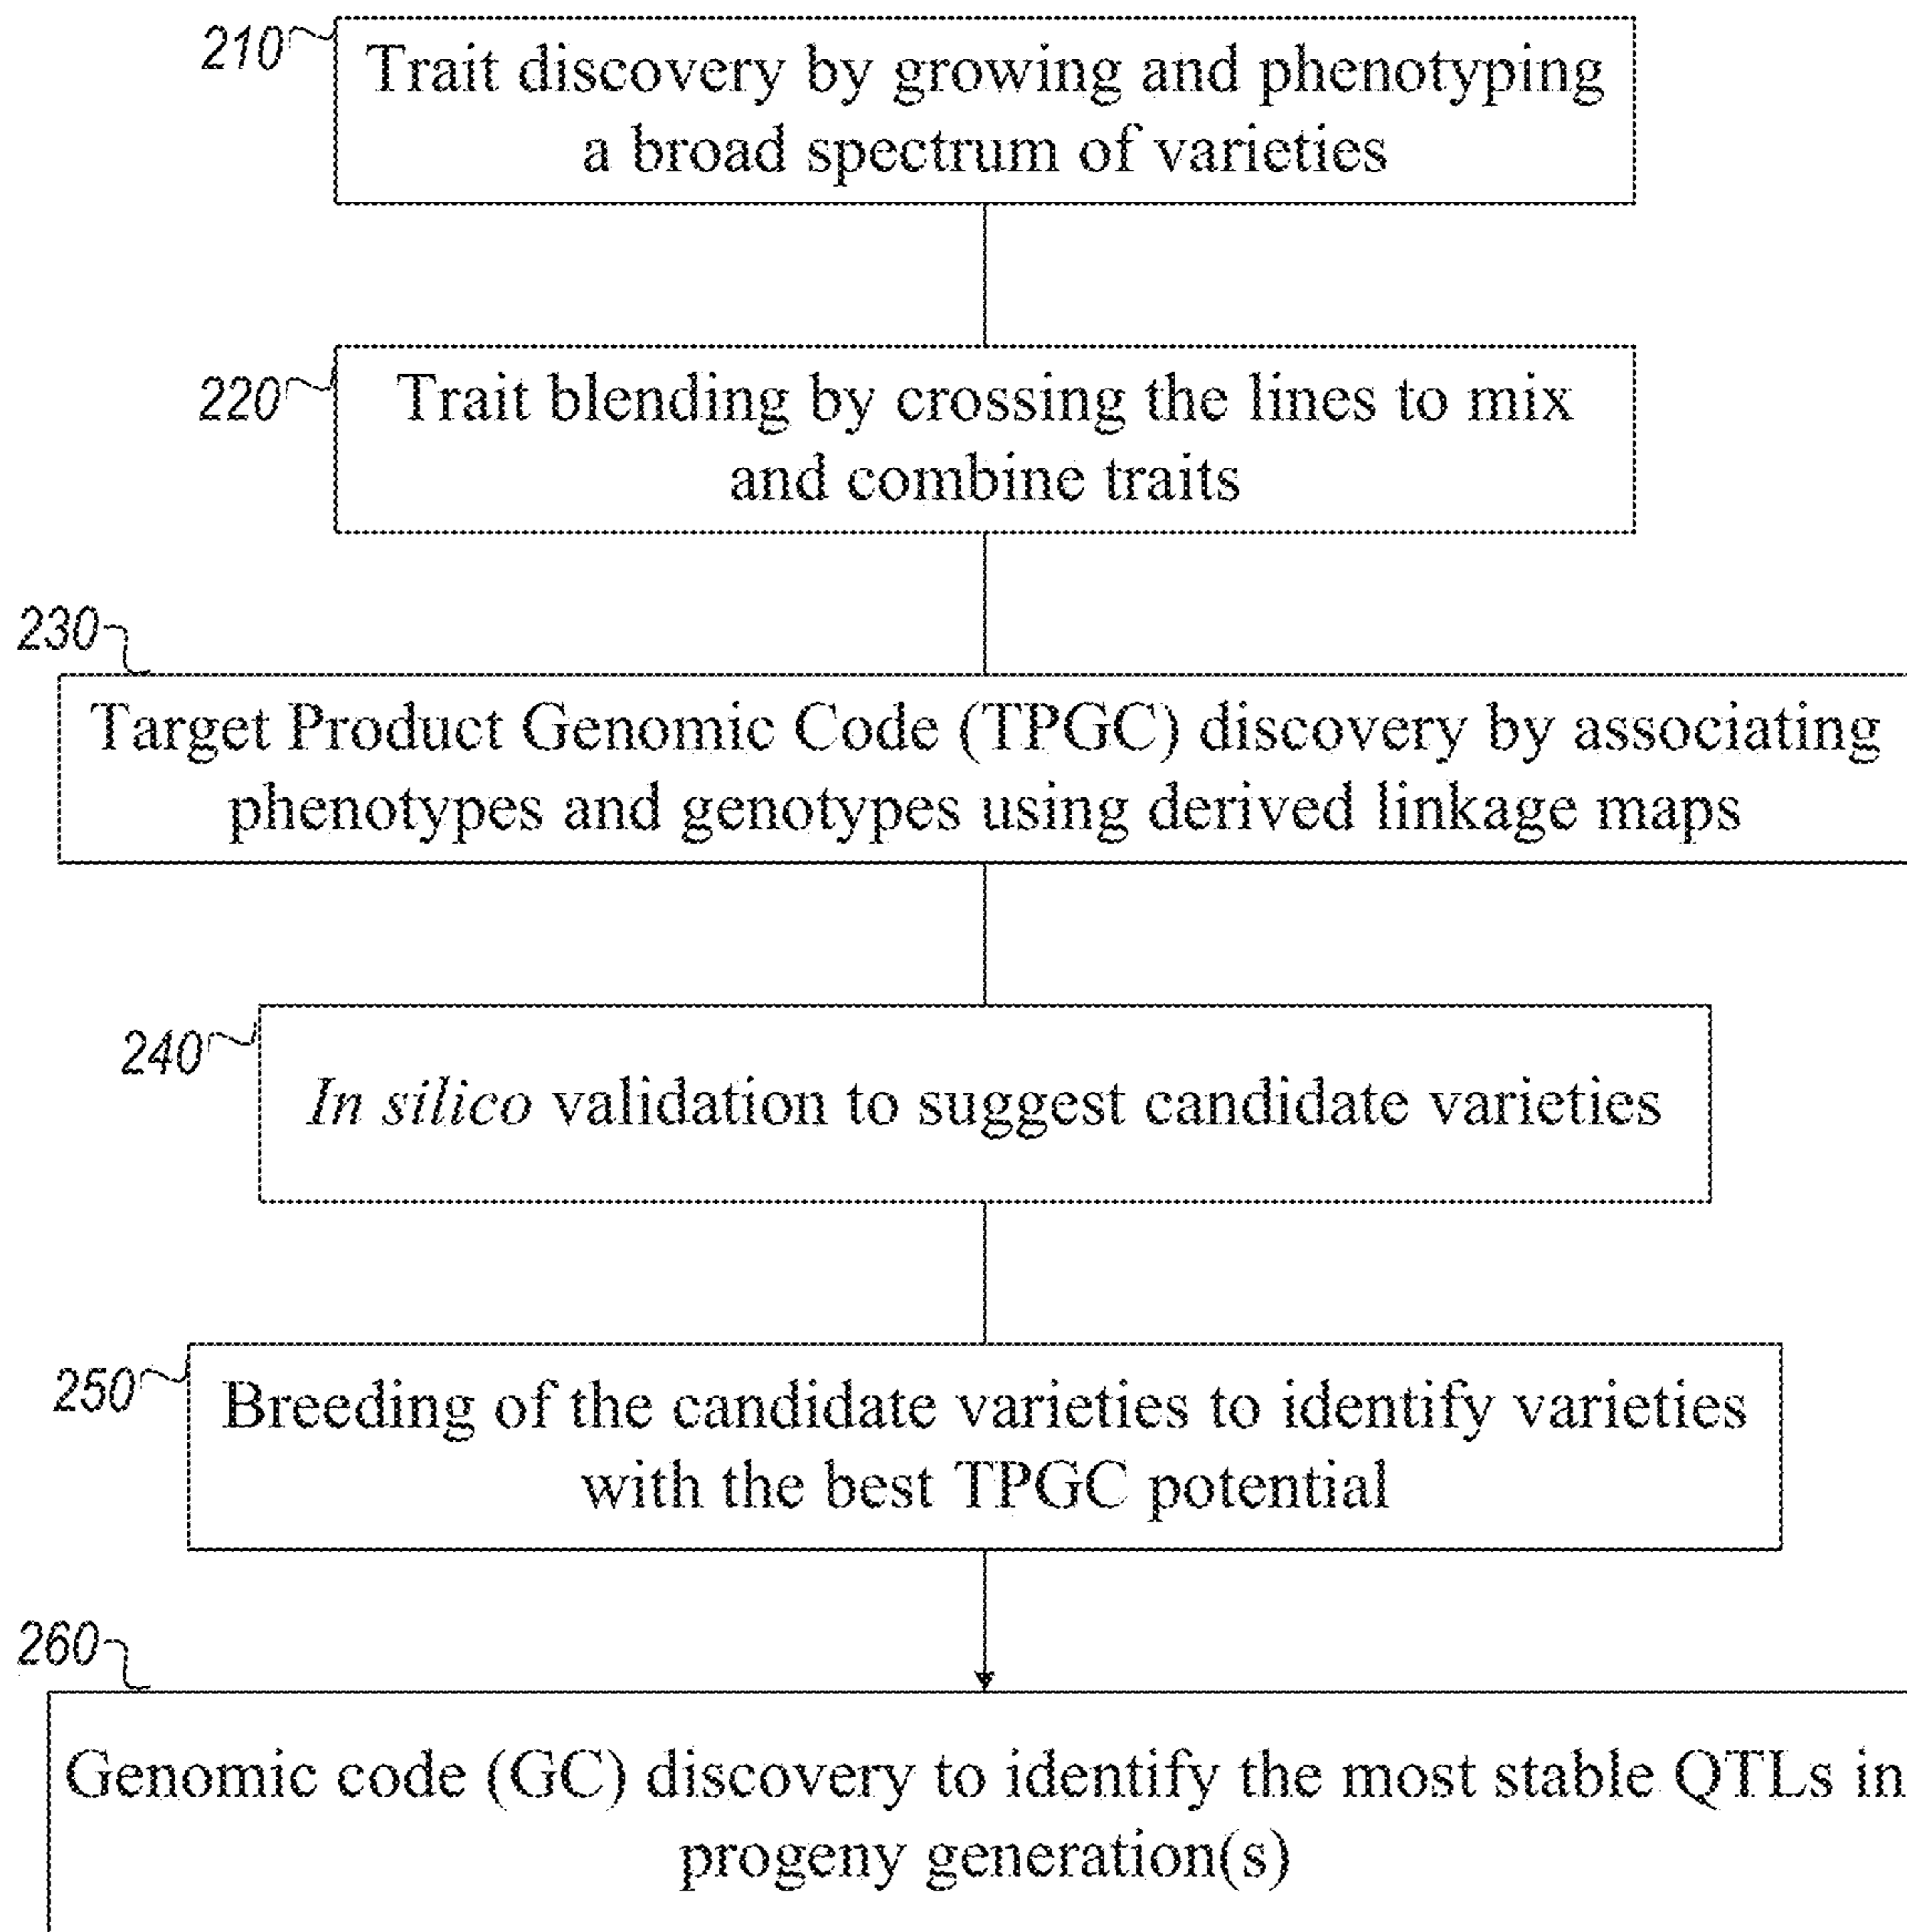 210
Trait discovery by growing and phenotyping
a broad spectrum of varieties
220
Trait blending by crossing the lines to mix
and combine traits
230
Target Product Genomic Code (TPGC) discovery by associating
phenotypes and genotypes using derived linkage maps
240
In silico validation to suggest candidate varieties
250
Breeding of the candidate varieties to identify varieties
with the best TPGC potential
260
Genomic code (GC) discovery to identify the most stable QTLs in
progeny generation(s)